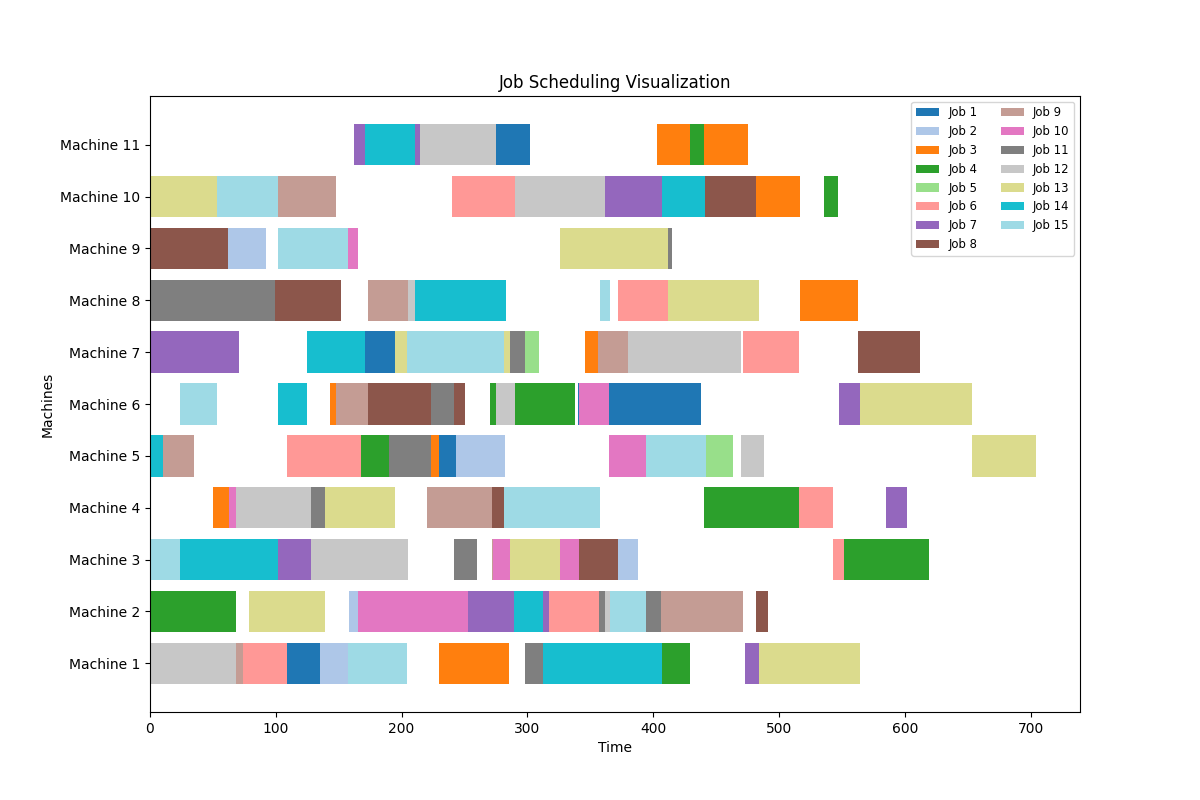 Job Scheduling Visualization
Machine 11
Machine 10
Machine 9
Machine 8
Machine 7
Machine 6
Machine 5
Machine 4
Machine 3
Machine 2
Machine 1
Machines
0 100 200 300 400 500 600 700
Time
Job 1
Job 2
Job 3
Job 4
Job 5
Job 6
Job 7
Job 8
Job 9
Job 10
Job 11
Job 12
Job 13
Job 14
Job 15